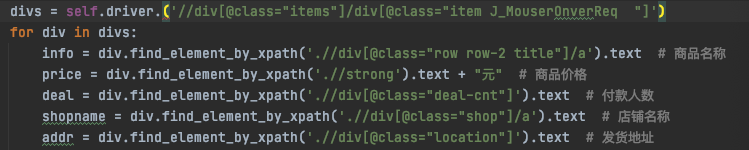 divs = self.driver.('//div[@class="items"]/div[@class="item J_MouserOnverReq  "]')
for div in divs:
    info = div.find_element_by_xpath('.//div[@class="row row-2 title"]/a').text  # 商品名称
    price = div.find_element_by_xpath('.//strong').text + "元"  # 商品价格
    deal = div.find_element_by_xpath('.//div[@class="deal-cnt"]').text  # 付款人数
    shopname = div.find_element_by_xpath('.//div[@class="shop"]/a').text  # 店铺名称
    addr = div.find_element_by_xpath('.//div[@class="location"]').text  # 发货地址